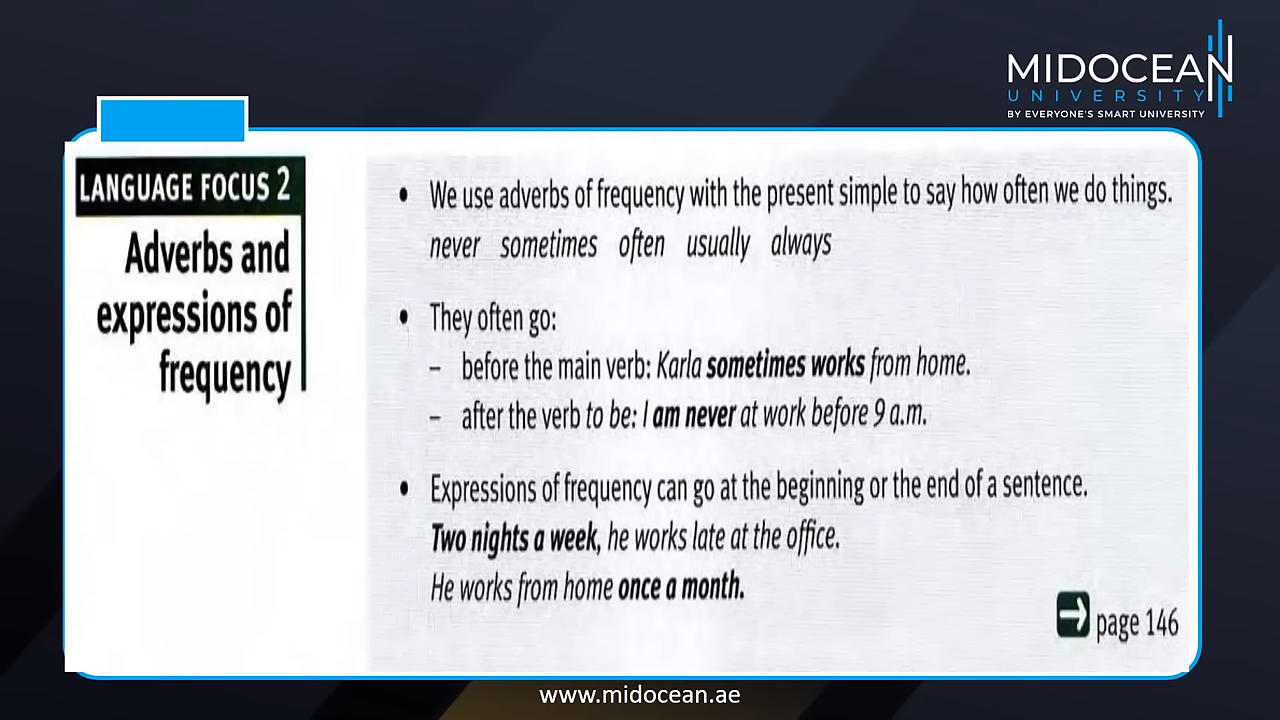 MIDOCEAN
UNIVERSITY
BY EVERYONE'S SMART UNIVERSITY
LANGUAGE FOCUS 2
Adverbs and
expressions of
frequency
• We use adverbs of frequency with the present simple to say how often we do things.
never sometimes often usually always
• They often go:
– before the main verb: Karla sometimes works from home.
– after the verb to be: I am never at work before 9 a.m.
• Expressions of frequency can go at the beginning or the end of a sentence.
Two nights a week, he works late at the office.
He works from home once a month.
page 146
www.midocean.ae